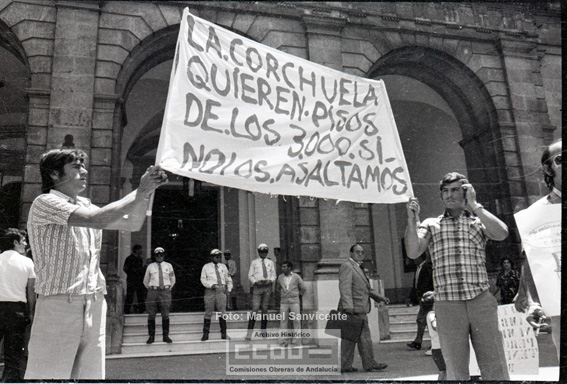 LA.CORCHUELA
QUIEREN.PISOS
DE.LOS.3.000.SI-
NO.LOS.ASALTAMOS
Foto: Manuel Sanvicente
Archivo Histórico
Comisiones Obreras de Andalucía